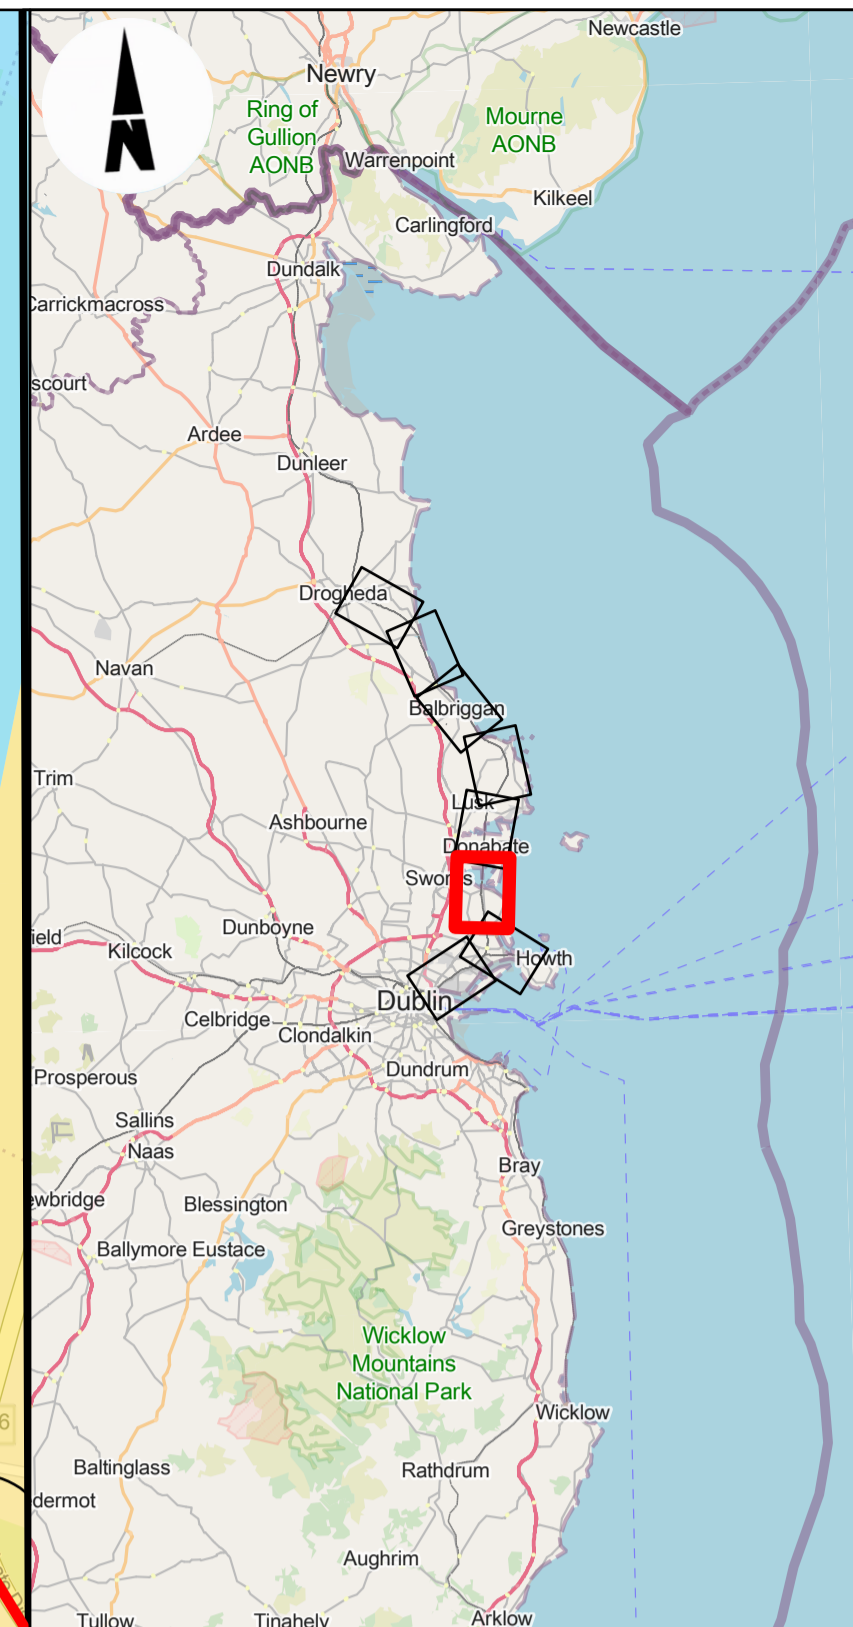 Newcastle
Newry
Ring of
Gullion
AONB
Mourne
AONB
N
Warrenpoint
Kilkeel
Carlingford
Dundalk
Carrickmacross
scourt
Ardee
Dunleer
Drogheda
Navan
Balbriggan
Trim
Lusk
Ashbourne
Donabate
Swords
Dunboyne
ield
Kilcock
Howth
Dublin
Celbridge
Clondalkin
Dundrum
Prosperous
Sallins
Naas
Bray
ewbridge
Blessington
Greystones
Ballymore Eustace
Wicklow
Mountains
National Park
Wicklow
6
Baltinglass
Rathdrum
dermot
Aughrim
Tullow
Tinahely
Arklow